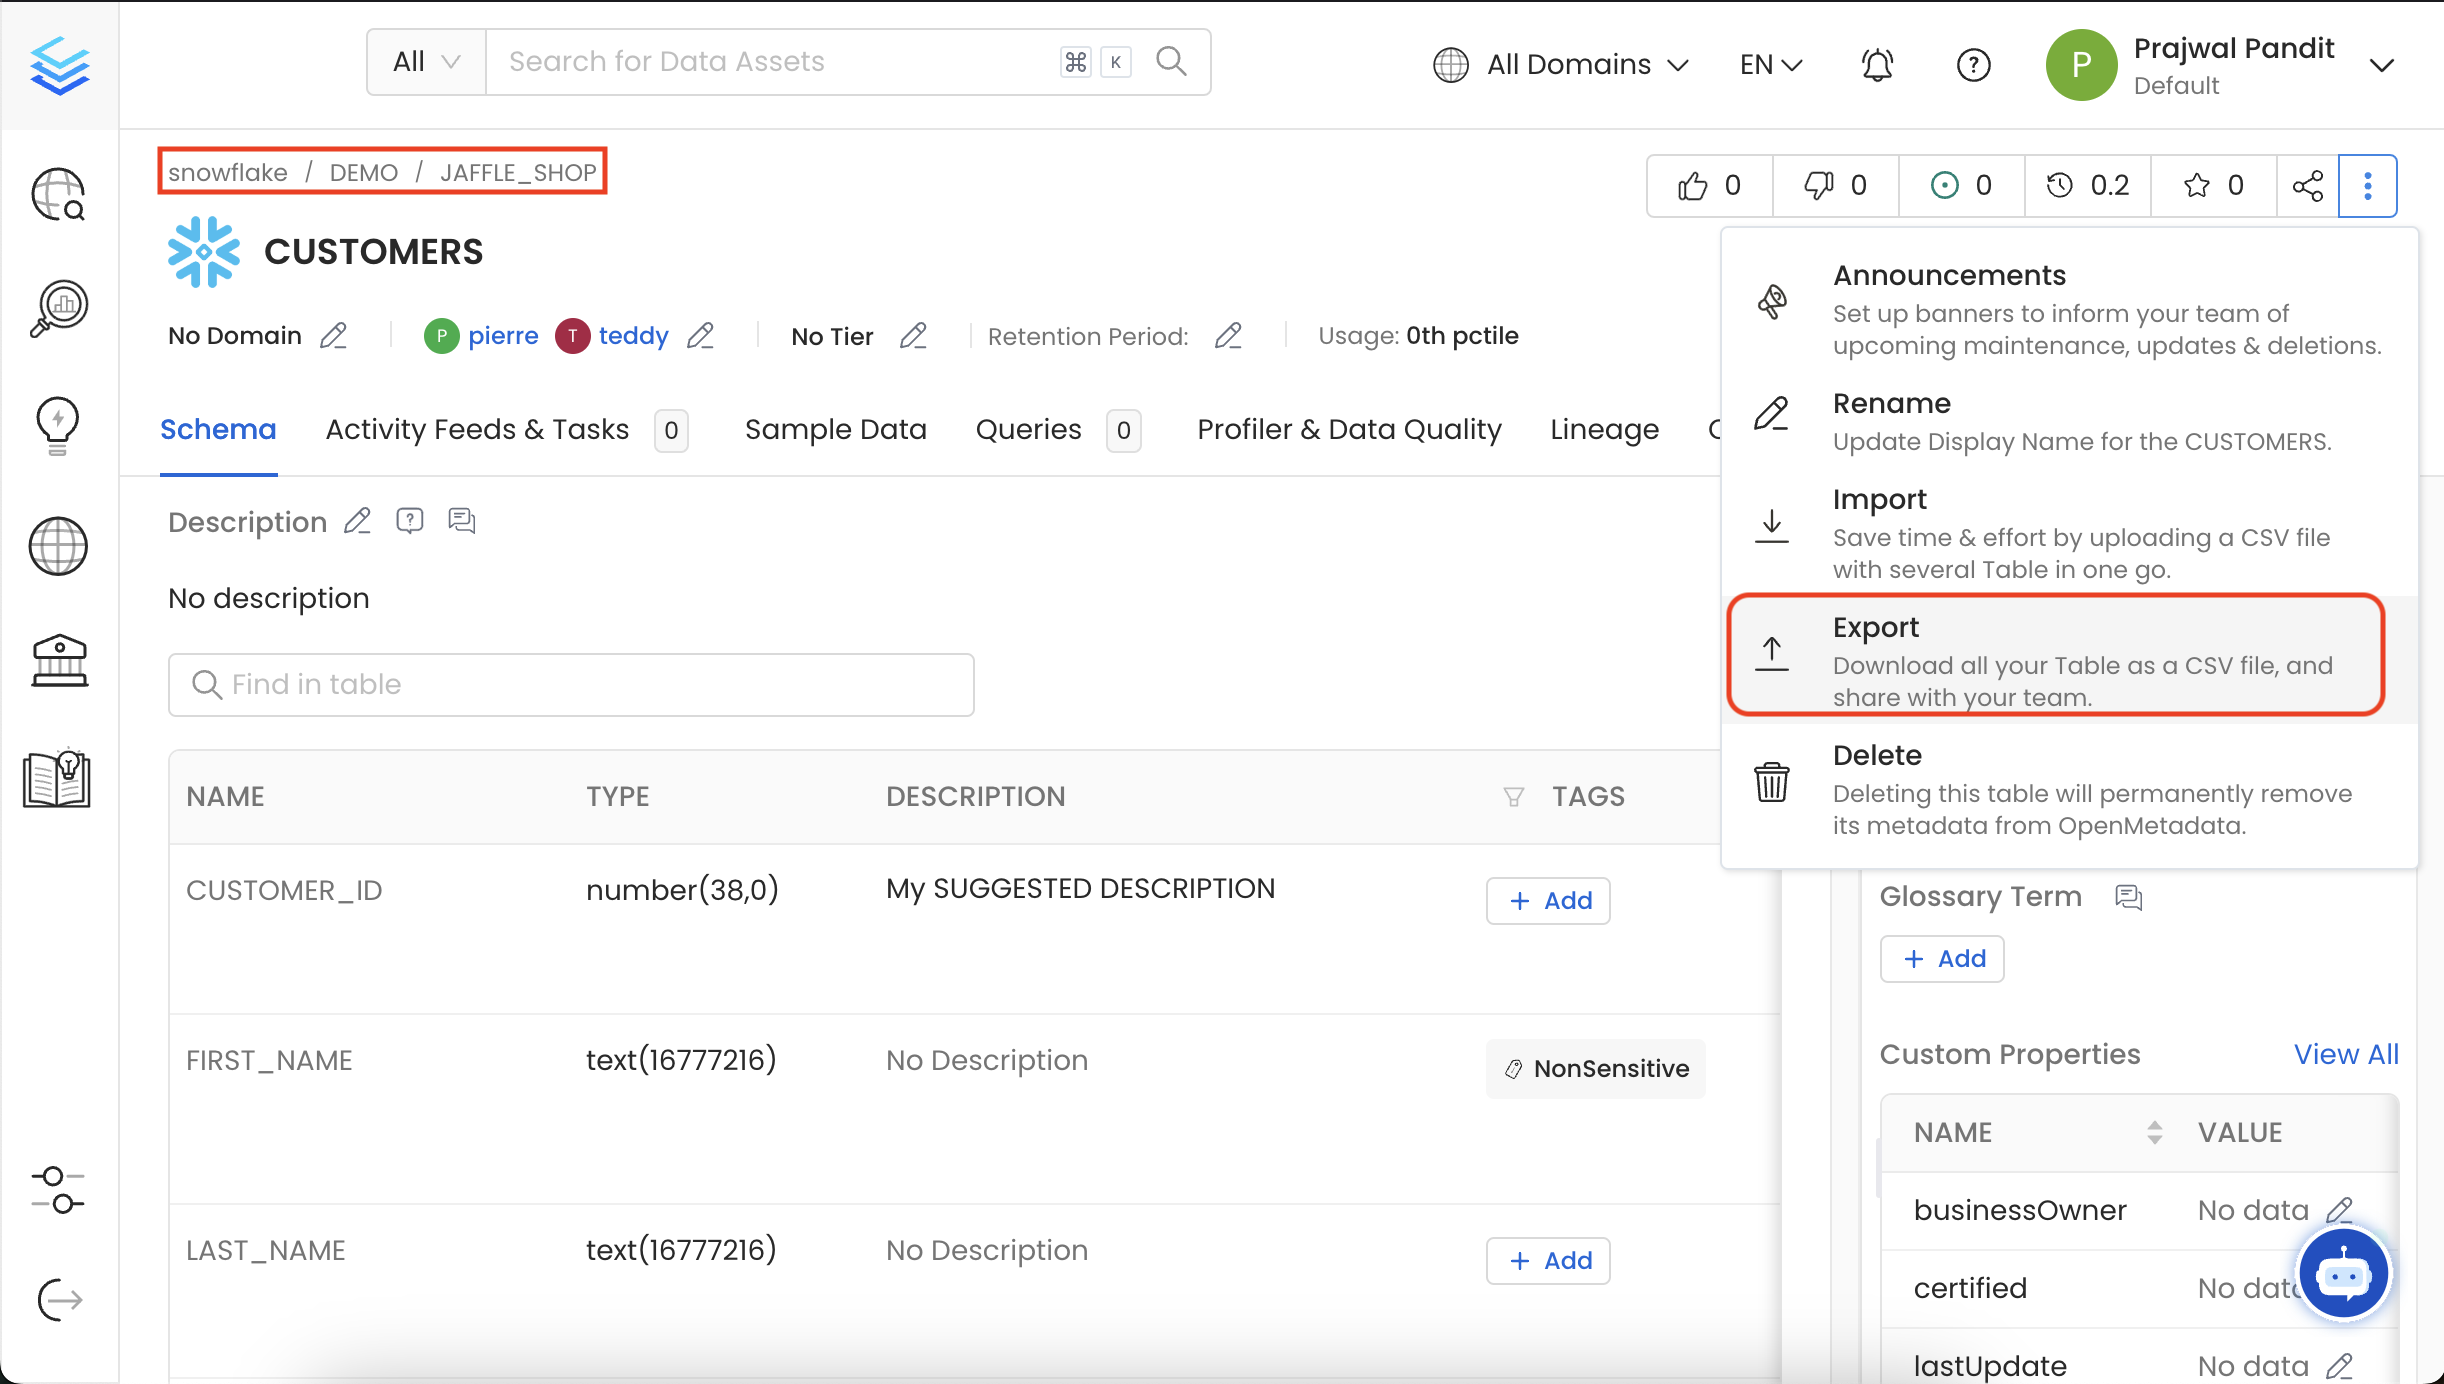 All
Search for Data Assets
⌘ K
All Domains
EN
?
P
Prajwal Pandit
Default
snowflake / DEMO / JAFFLE_SHOP
0
0
0
0.2
0
CUSTOMERS
No Domain
P pierre
T teddy
No Tier
Retention Period:
Usage: 0th pctile
Schema
Activity Feeds & Tasks 0
Sample Data
Queries 0
Profiler & Data Quality
Lineage
Announcements
Set up banners to inform your team of
upcoming maintenance, updates & deletions.
Rename
Update Display Name for the CUSTOMERS.
Import
Save time & effort by uploading a CSV file
with several Table in one go.
Export
Download all your Table as a CSV file, and
share with your team.
Delete
Deleting this table will permanently remove
its metadata from OpenMetadata.
Description
No description
Find in table
NAME TYPE DESCRIPTION TAGS
CUSTOMER_ID number(38,0) My SUGGESTED DESCRIPTION + Add
FIRST_NAME text(16777216) No Description NonSensitive
LAST_NAME text(16777216) No Description + Add
Glossary Term
+ Add
Custom Properties View All
NAME VALUE
businessOwner No data
certified No data
lastUpdate No data